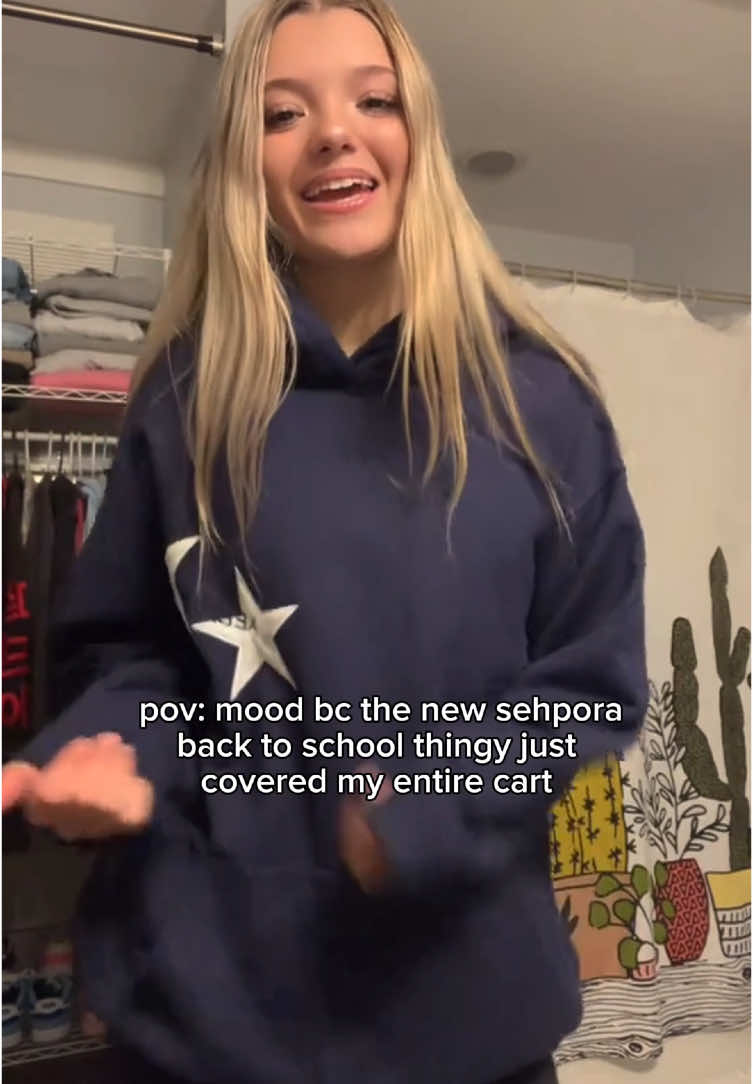 pov: mood bc the new sehpora
back to school thingy just
covered my entire cart